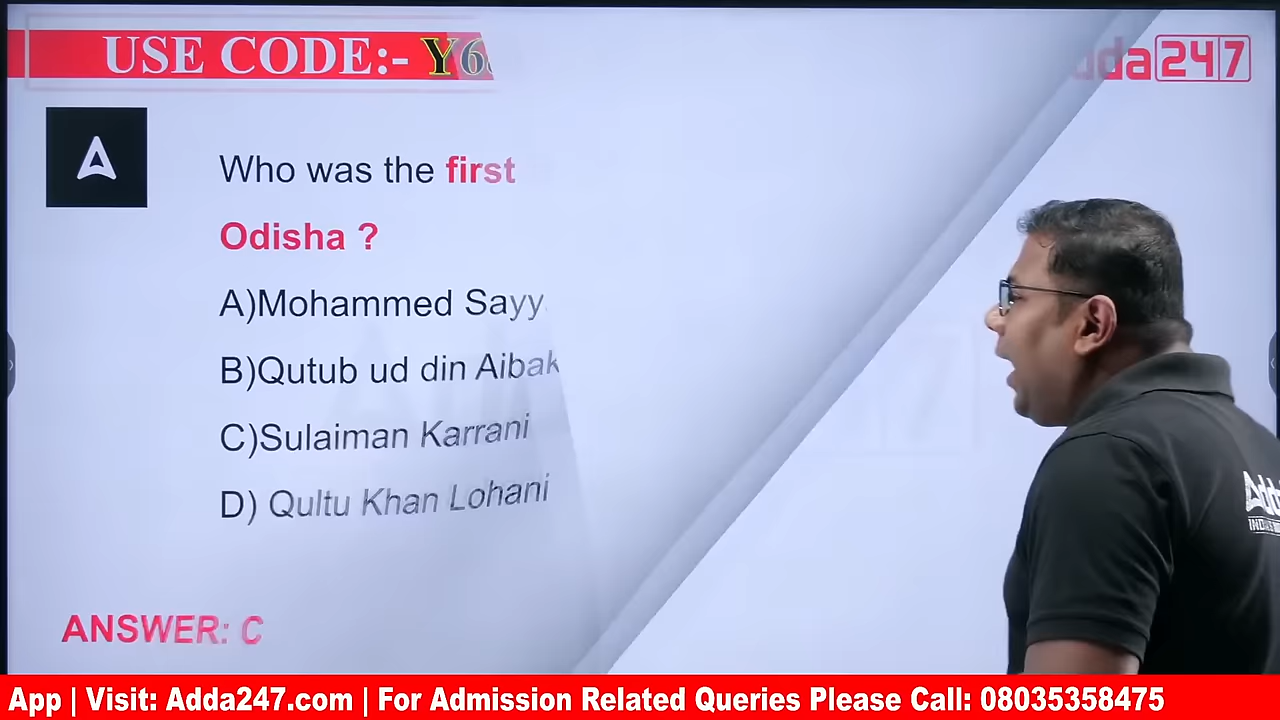 USE CODE:- Y6
adda247
Who was the first
Odisha ?
A)Mohammed Sayy
B)Qutub ud din Aibak
C)Sulaiman Karrani
D) Qultu Khan Lohani
ANSWER: C
App | Visit: Adda247.com | For Admission Related Queries Please Call: 08035358475